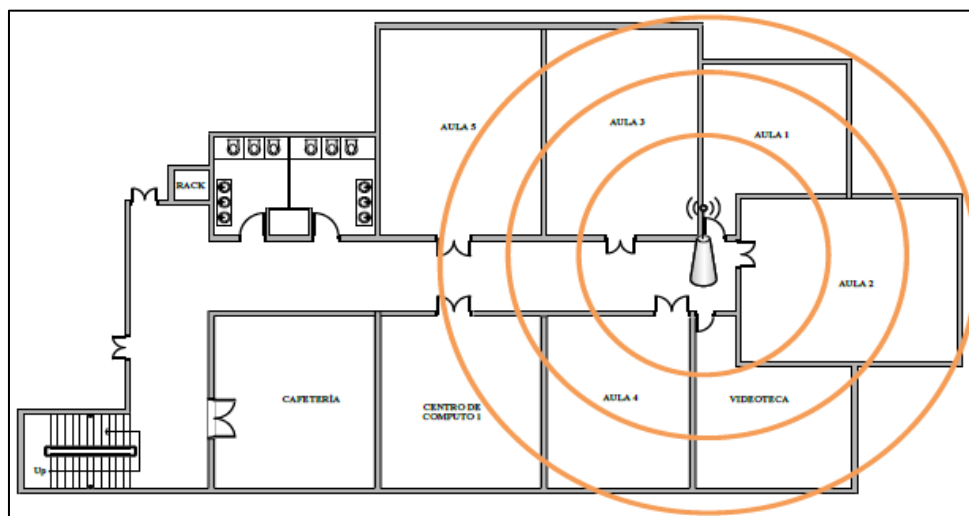 AULA 5
AULA 3
AULA 1
RACK
AULA 2
CAFETERÍA
CENTRO DE
COMPUTO 1
AULA 4
VIDEOTECA
Up